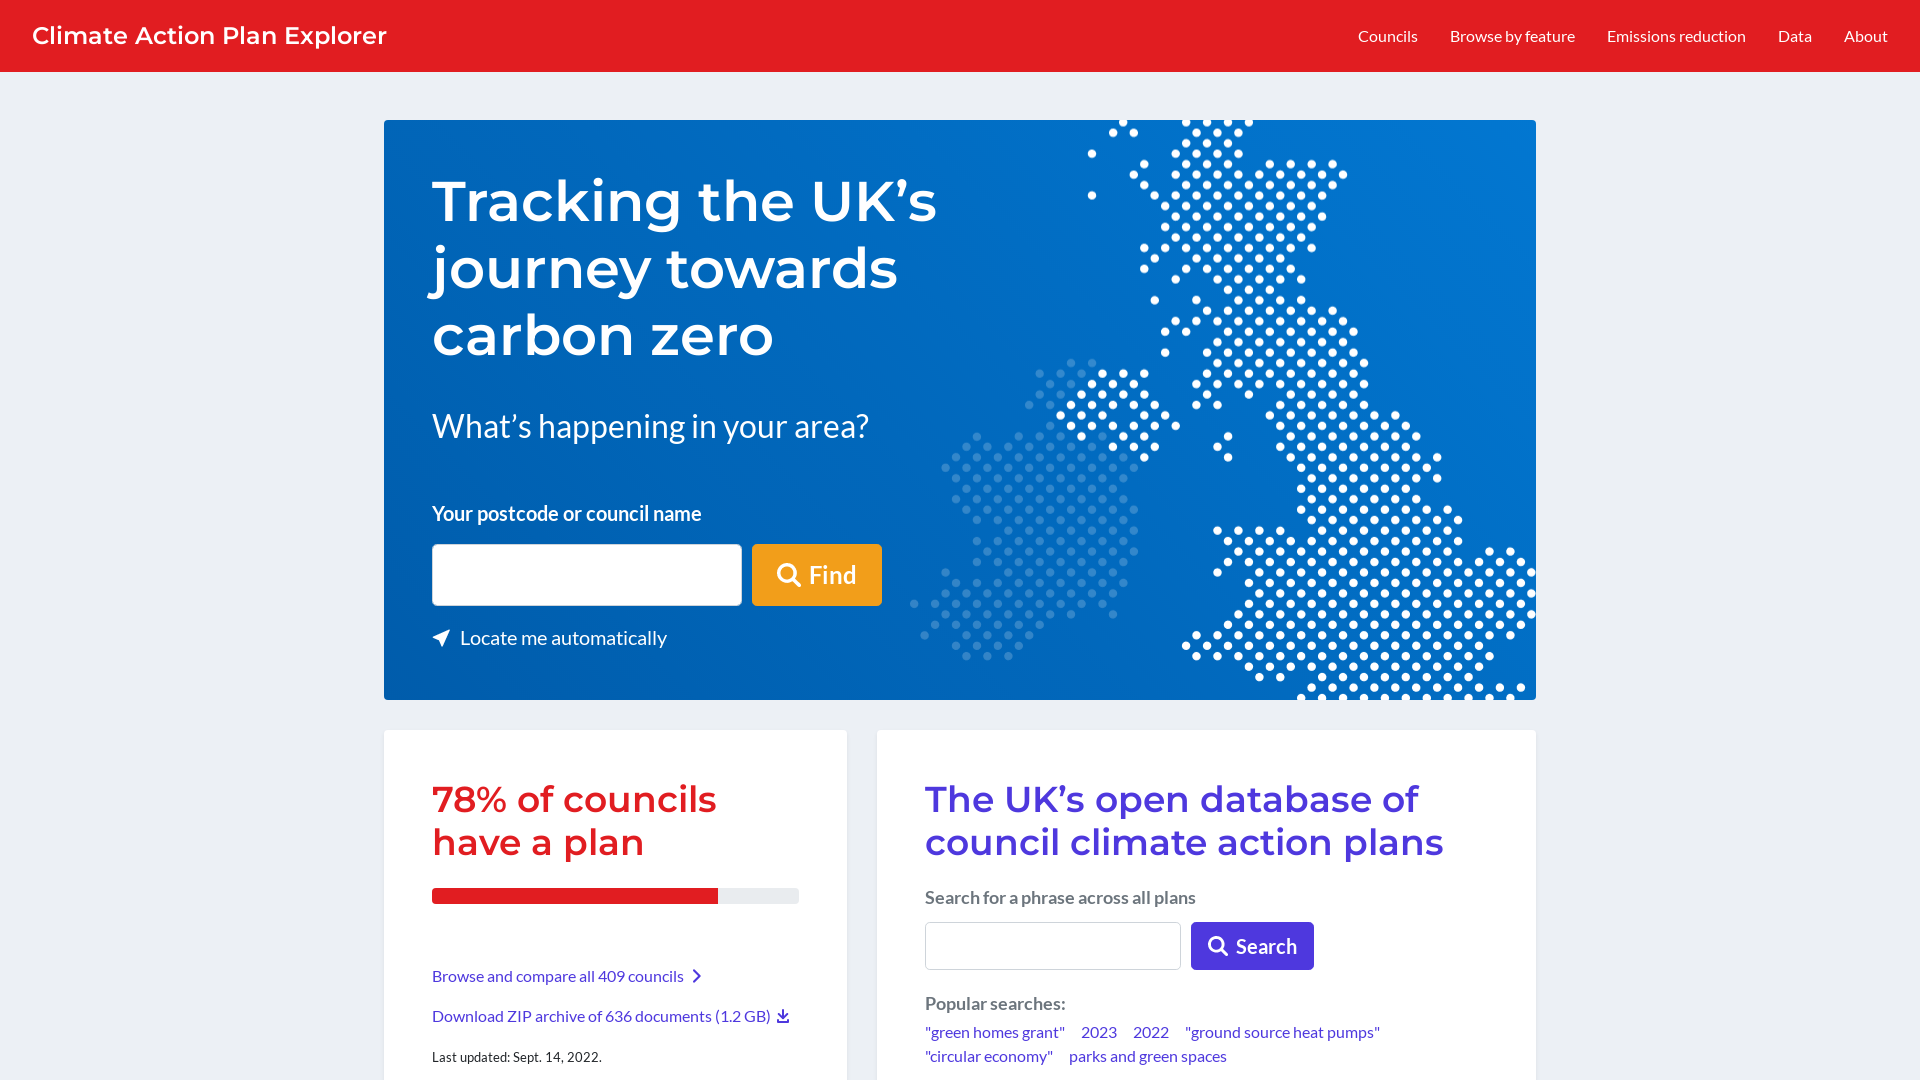 Climate Action Plan Explorer
Councils
Browse by feature
Emissions reduction
Data
About
Tracking the UK’s
journey towards
carbon zero
What’s happening in your area?
Your postcode or council name
Find
Locate me automatically
78% of councils
have a plan
Browse and compare all 409 councils
Download ZIP archive of 636 documents (1.2 GB)
Last updated: Sept. 14, 2022.
The UK’s open database of
council climate action plans
Search for a phrase across all plans
Search
Popular searches:
"green homes grant" 2023 2022 "ground source heat pumps"
"circular economy" parks and green spaces